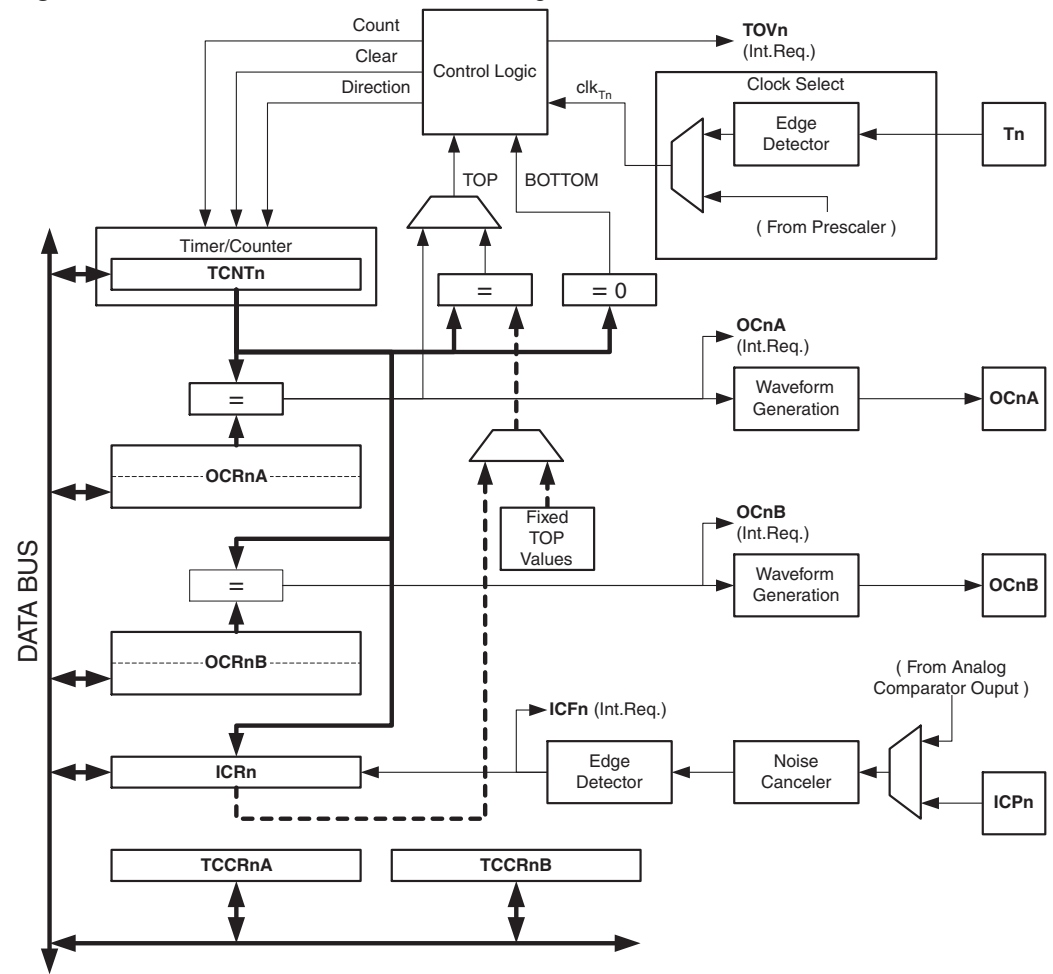 Count
Clear
Direction
Control Logic
TOVn
(Int.Req.)
clkTn
Clock Select
Edge
Detector
Tn
( From Prescaler )
TOP
BOTTOM
Timer/Counter
TCNTn
=
= 0
OCnA
(Int.Req.)
=
Waveform
Generation
OCnA
OCRnA
Fixed
TOP
Values
OCnB
(Int.Req.)
=
Waveform
Generation
OCnB
OCRnB
DATA BUS
( From Analog
Comparator Ouput )
ICFn (Int.Req.)
ICRn
Edge
Detector
Noise
Canceler
ICPn
TCCRnA
TCCRnB